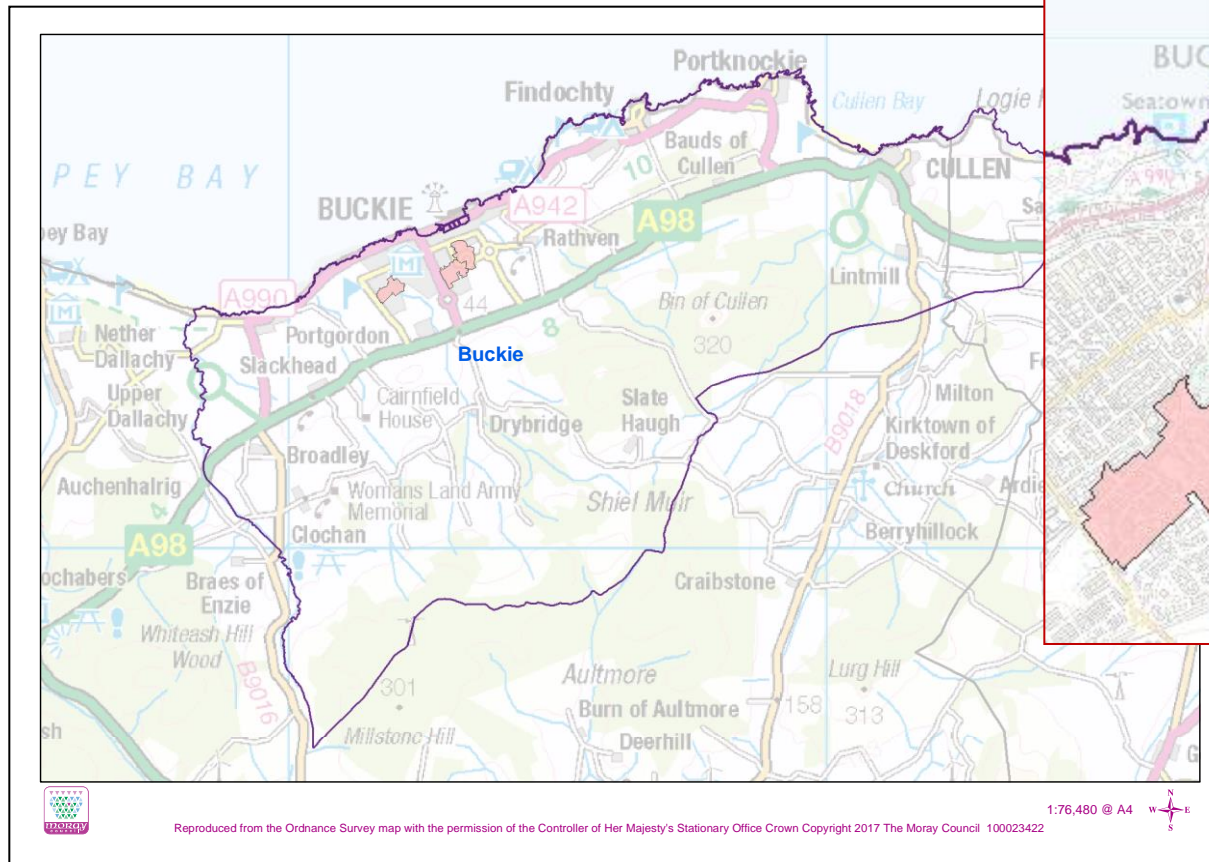 Portknockie
Findochty
Cullen Bay
Logie
BUC
Seatown
Bauds of
Cullen
10
CULLEN
PEY BAY
BUCKIE
A942
A98
ey Bay
Rathven
Lintmill
A990
44
Bin of Cullen
Nether
Dallachy
Portgordon
8
320
Slackhead
Buckie
Upper
Dallachy
Cairnfield
House
Slate
Haugh
Milton
Drybridge
B9018
Kirktown of
Deskford
Broadley
Auchenhalrig
Womans Land Army
Memorial
Shiel Muir
Church
Ardie
4
Clochan
Berryhillock
A98
ochabers
Braes of
Enzie
Craibstone
Whiteash Hill
Wood
B9016
301
Aultmore
Lurg Hill
Burn of Aultmore
158
313
sh
Millstone Hill
Deerhill
G
moray
council
1:76,480 @ A4
N
W
E
S
Reproduced from the Ordnance Survey map with the permission of the Controller of Her Majesty's Stationary Office Crown Copyright 2017 The Moray Council 100023422